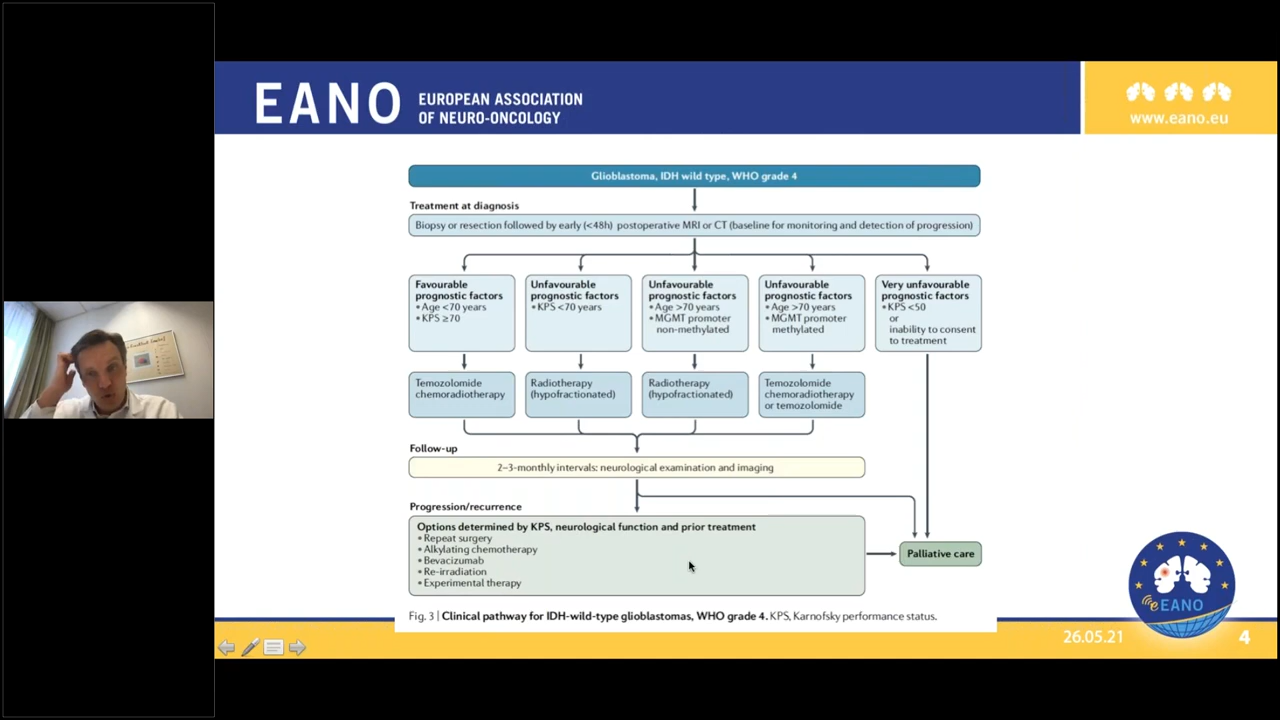 EANO
EUROPEAN ASSOCIATION
OF NEURO-ONCOLOGY
www.eano.eu
Glioblastoma, IDH wild type, WHO grade 4
Treatment at diagnosis
Biopsy or resection followed by early (<48h) postoperative MRI or CT (baseline for monitoring and detection of progression)
Favourable
prognostic factors
• Age <70 years
• KPS ≥70
Unfavourable
prognostic factors
• KPS <70 years
Unfavourable
prognostic factors
• Age >70 years
• MGMT promoter
non-methylated
Unfavourable
prognostic factors
• Age >70 years
• MGMT promoter
methylated
Very unfavourable
prognostic factors
• KPS <50
or
inability to consent
to treatment
Temozolomide
chemoradiotherapy
Radiotherapy
(hypofractionated)
Radiotherapy
(hypofractionated)
Temozolomide
chemoradiotherapy
or temozolomide
Follow-up
2–3-monthly intervals: neurological examination and imaging
Progression/recurrence
Options determined by KPS, neurological function and prior treatment
• Repeat surgery
• Alkylating chemotherapy
• Bevacizumab
• Re-irradiation
• Experimental therapy
Palliative care
Fig. 3 | Clinical pathway for IDH-wild-type glioblastomas, WHO grade 4. KPS, Karnofsky performance status.
eEANO
26.05.21
4